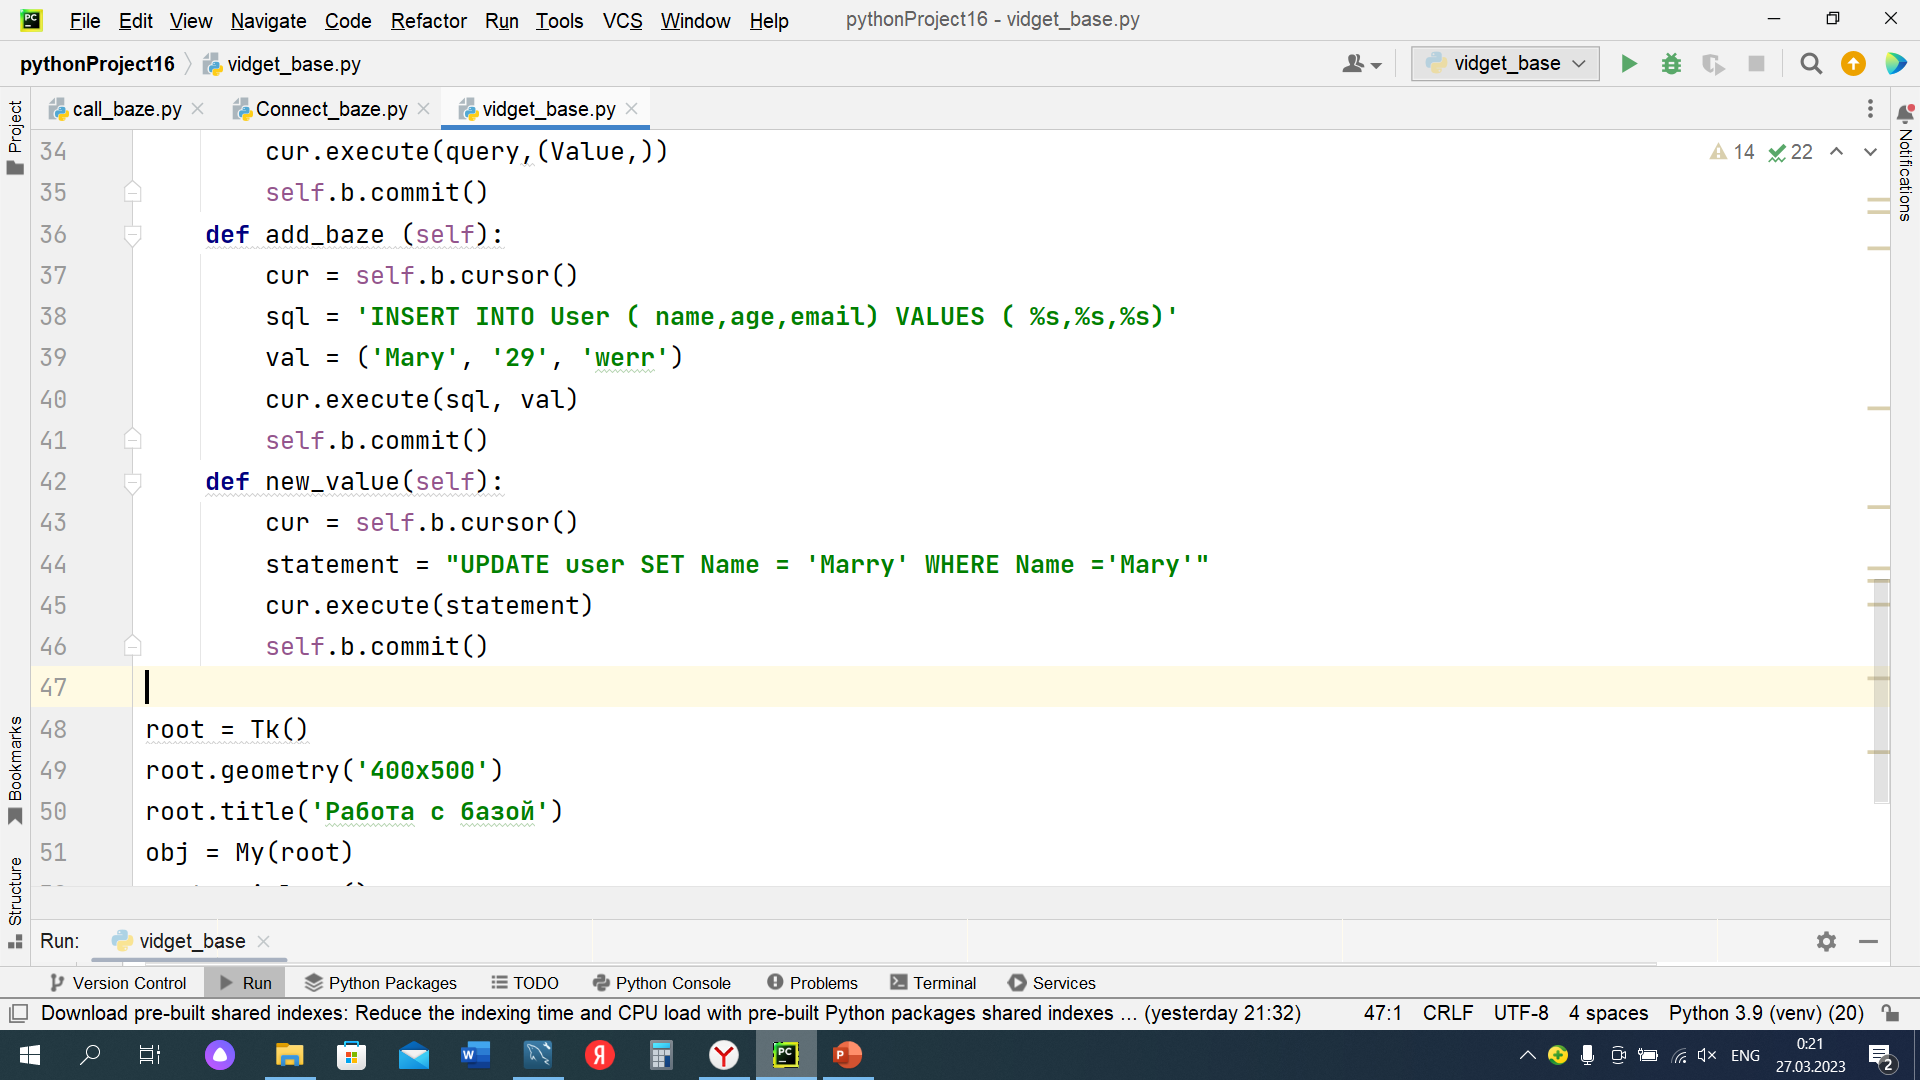 File Edit View Navigate Code Refactor Run Tools VCS Window Help pythonProject16 - vidget_base.py
pythonProject16 vidget_base.py vidget_base
call_baze.py Connect_baze.py vidget_base.py
Project
Notifications
14 22
34 cur.execute(query,(Value,))
35 self.b.commit()
36 def add_baze (self):
37 cur = self.b.cursor()
38 sql = 'INSERT INTO User ( name,age,email) VALUES ( %s,%s,%s)'
39 val = ('Mary', '29', 'werr')
40 cur.execute(sql, val)
41 self.b.commit()
42 def new_value(self):
43 cur = self.b.cursor()
44 statement = "UPDATE user SET Name = 'Marry' WHERE Name ='Mary'"
45 cur.execute(statement)
46 self.b.commit()
47
48 root = Tk()
49 root.geometry('400x500')
50 root.title('Работа с базой')
51 obj = My(root)
Bookmarks
Structure
Run: vidget_base
Version Control Run Python Packages TODO Python Console Problems Terminal Services
Download pre-built shared indexes: Reduce the indexing time and CPU load with pre-built Python packages shared indexes ... (yesterday 21:32) 47:1 CRLF UTF-8 4 spaces Python 3.9 (venv) (20)
ENG
0:21
27.03.2023
2